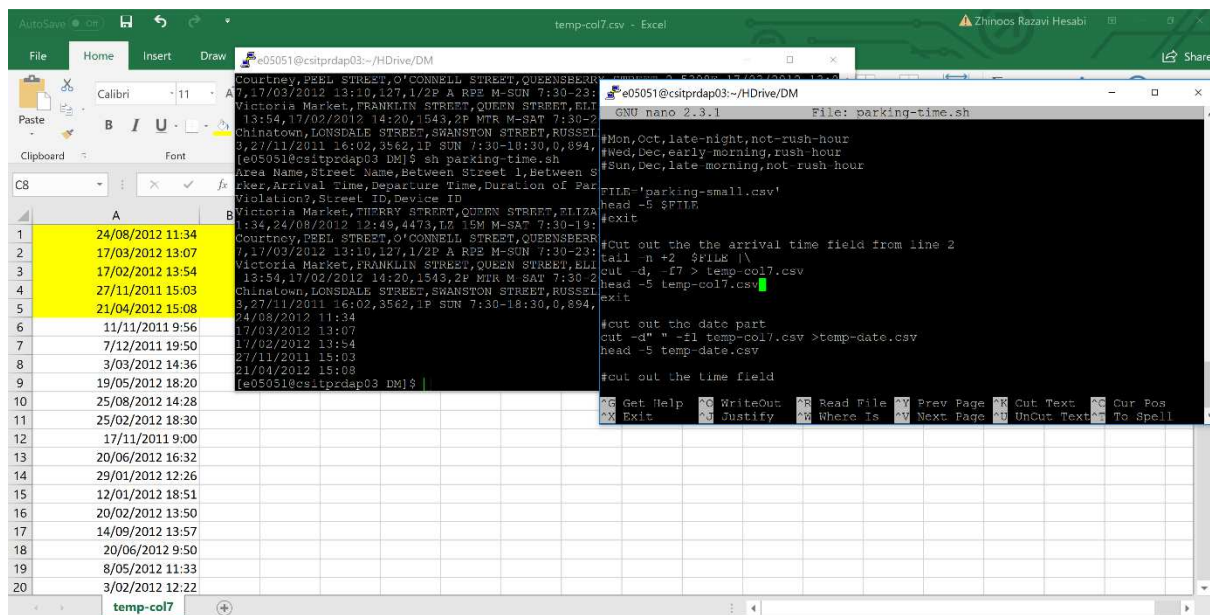 AutoSave On
temp-col7.csv - Excel
Zhinoos Razavi Hesabi
File Home Insert Draw
Share
Paste
Calibri 11
B I U
Clipboard
Font
C8
fx
A B
1 24/08/2012 11:34
2 17/03/2012 13:07
3 17/02/2012 13:54
4 27/11/2011 15:03
5 21/04/2012 15:08
6 11/11/2011 9:56
7 7/12/2011 19:50
8 3/03/2012 14:36
9 19/05/2012 18:20
10 25/08/2012 14:28
11 25/02/2012 18:30
12 17/11/2011 9:00
13 20/06/2012 16:32
14 29/01/2012 12:26
15 12/01/2012 18:51
16 20/02/2012 13:50
17 14/09/2012 13:57
18 20/06/2012 9:50
19 8/05/2012 11:33
20 3/02/2012 12:22
temp-col7
e05051@csitprdap03:~/HDrive/DM
Courtney,PEEL STREET,O'CONNELL STREET,QUEENSBERRY
7,17/03/2012 13:10,127,1/2P A RPE M-SUN 7:30-23:
Victoria Market,FRANKLIN STREET,QUEEN STREET,ELI
13:54,17/02/2012 14:20,1543,2P MTR M-SAT 7:30-2
Chinatown,LONSDALE STREET,SWANSTON STREET,RUSSEL
3,27/11/2011 16:02,3562,1P SUN 7:30-18:30,0,894,
[e05051@csitprdap03 DM]$ sh parking-time.sh
Area Name,Street Name,Between Street 1,Between S
rker,Arrival Time,Departure Time,Duration of Par
Violation?,Street ID,Device ID
Victoria Market,THERRY STREET,QUEEN STREET,ELIZA
1:34,24/08/2012 12:49,4473,LZ 15M M-SAT 7:30-19:
Courtney,PEEL STREET,O'CONNELL STREET,QUEENSBERR
7,17/03/2012 13:10,127,1/2P A RPE M-SUN 7:30-23:
Victoria Market,FRANKLIN STREET,QUEEN STREET,ELI
13:54,17/02/2012 14:20,1543,2P MTR M-SAT 7:30-2
Chinatown,LONSDALE STREET,SWANSTON STREET,RUSSEL
3,27/11/2011 16:02,3562,1P SUN 7:30-18:30,0,894,
24/08/2012 11:34
17/03/2012 13:07
17/02/2012 13:54
27/11/2011 15:03
21/04/2012 15:08
[e05051@csitprdap03 DM]$
e05051@csitprdap03:~/HDrive/DM
GNU nano 2.3.1 File: parking-time.sh
#Mon,Oct,late-night,not-rush-hour
#Wed,Dec,early-morning,rush-hour
#Sun,Dec,late-morning,not-rush-hour
FILE='parking-small.csv'
head -5 $FILE
#exit
#Cut out the the arrival time field from line 2
tail -n +2 $FILE |\
cut -d, -f7 > temp-col7.csv
head -5 temp-col7.csv
exit
#cut out the date part
cut -d" " -f1 temp-col7.csv >temp-date.csv
head -5 temp-date.csv
#cut out the time field
^G Get Help ^O WriteOut ^R Read File ^Y Prev Page ^K Cut Text ^C Cur Pos
^X Exit ^J Justify ^W Where Is ^V Next Page ^U UnCut Text ^T To Spell